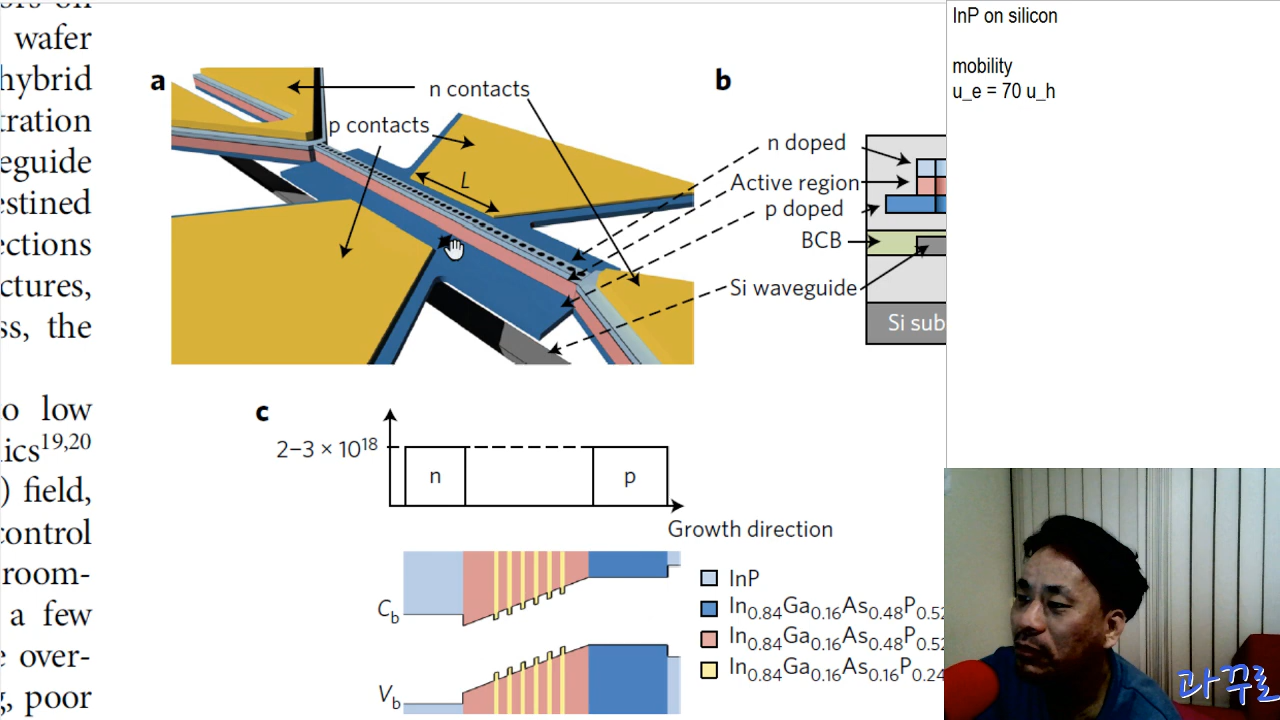 ors on
wafer
hybrid
tration
eguide
estined
ections
ctures,
ss, the
o low
ics19,20
) field,
control
room-
a few
e over-
g, poor
a
n contacts
p contacts
L
b
n doped
Active region
p doped
BCB
Si waveguide
Si sub
c
2–3 × 10^18
n
p
Growth direction
Cb
Vb
InP
In0.84Ga0.16As0.48P0.52
In0.84Ga0.16As0.48P0.52
In0.84Ga0.16As0.16P0.24
InP on silicon
mobility
u_e = 70 u_h
과꾸로